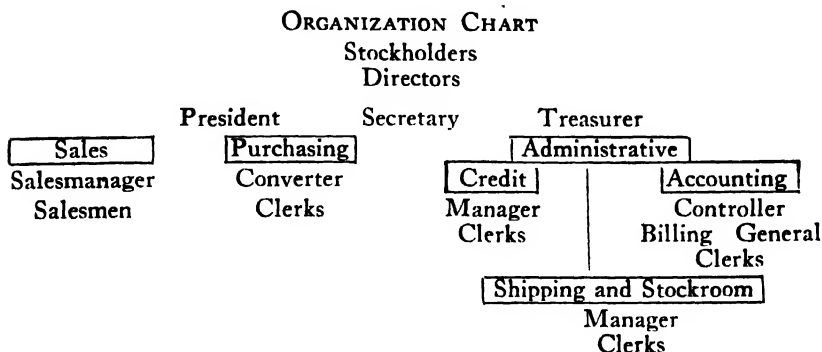 ORGANIZATION CHART
Stockholders
Directors
President Secretary Treasurer
Sales Purchasing Administrative
Salesmanager Converter Credit Accounting
Salesmen Clerks Manager Controller
Clerks Billing General
Clerks
Shipping and Stockroom
Manager
Clerks